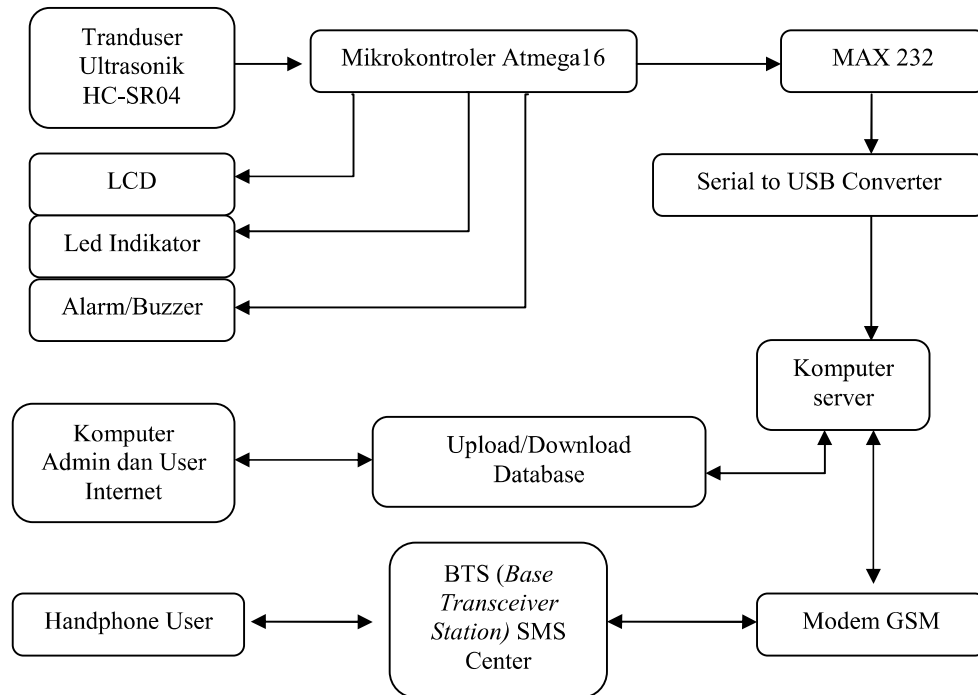 Tranduser
Ultrasonik
HC-SR04
Mikrokontroler Atmega16
MAX 232
LCD
Serial to USB Converter
Led Indikator
Alarm/Buzzer
Komputer
server
Komputer
Admin dan User
Internet
Upload/Download
Database
Handphone User
BTS (Base
Transceiver
Station) SMS
Center
Modem GSM